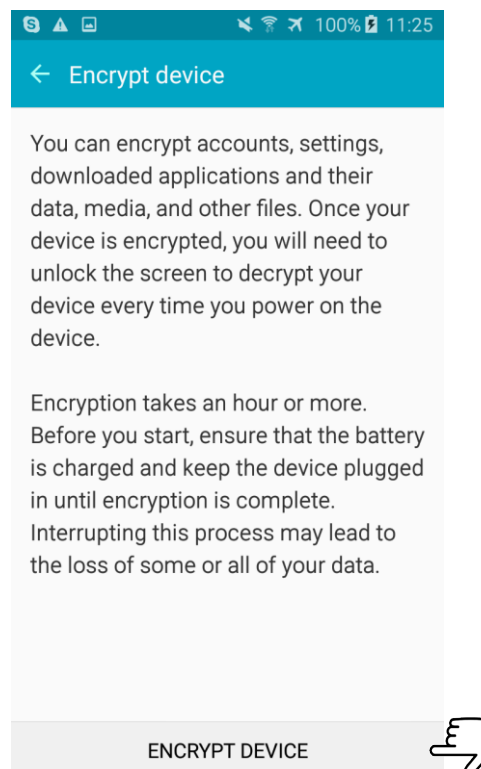 100% 11:25
Encrypt device
You can encrypt accounts, settings,
downloaded applications and their
data, media, and other files. Once your
device is encrypted, you will need to
unlock the screen to decrypt your
device every time you power on the
device.
Encryption takes an hour or more.
Before you start, ensure that the battery
is charged and keep the device plugged
in until encryption is complete.
Interrupting this process may lead to
the loss of some or all of your data.
ENCRYPT DEVICE